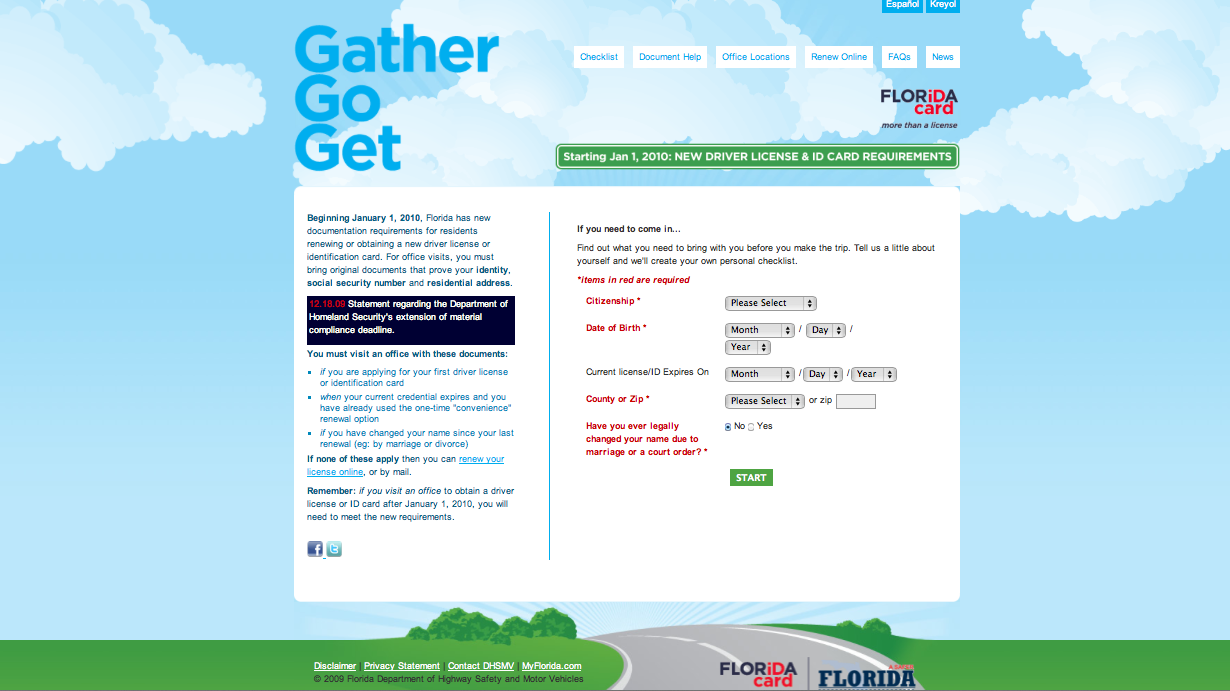 Español Kreyol
Gather
Go
Get
Checklist Document Help Office Locations Renew Online FAQs News
FLORiDA
card
more than a license
Starting Jan 1, 2010: NEW DRIVER LICENSE & ID CARD REQUIREMENTS
Beginning January 1, 2010, Florida has new
documentation requirements for residents
renewing or obtaining a new driver license or
identification card. For office visits, you must
bring original documents that prove your identity,
social security number and residential address.
12.18.09 Statement regarding the Department of
Homeland Security's extension of material
compliance deadline.
You must visit an office with these documents:
if you are applying for your first driver license
or identification card
when your current credential expires and you
have already used the one-time "convenience"
renewal option
if you have changed your name since your last
renewal (eg: by marriage or divorce)
If none of these apply then you can renew your
license online, or by mail.
Remember: if you visit an office to obtain a driver
license or ID card after January 1, 2010, you will
need to meet the new requirements.
If you need to come in...
Find out what you need to bring with you before you make the trip. Tell us a little about
yourself and we'll create your own personal checklist.
*items in red are required
Citizenship * Please Select
Date of Birth * Month / Day /
Year
Current license/ID Expires On Month / Day / Year
County or Zip * Please Select or zip
Have you ever legally No Yes
changed your name due to
marriage or a court order? *
START
Disclaimer | Privacy Statement | Contact DHSMV | MyFlorida.com
© 2009 Florida Department of Highway Safety and Motor Vehicles
FLORiDA
card
A SAFER
FLORIDA